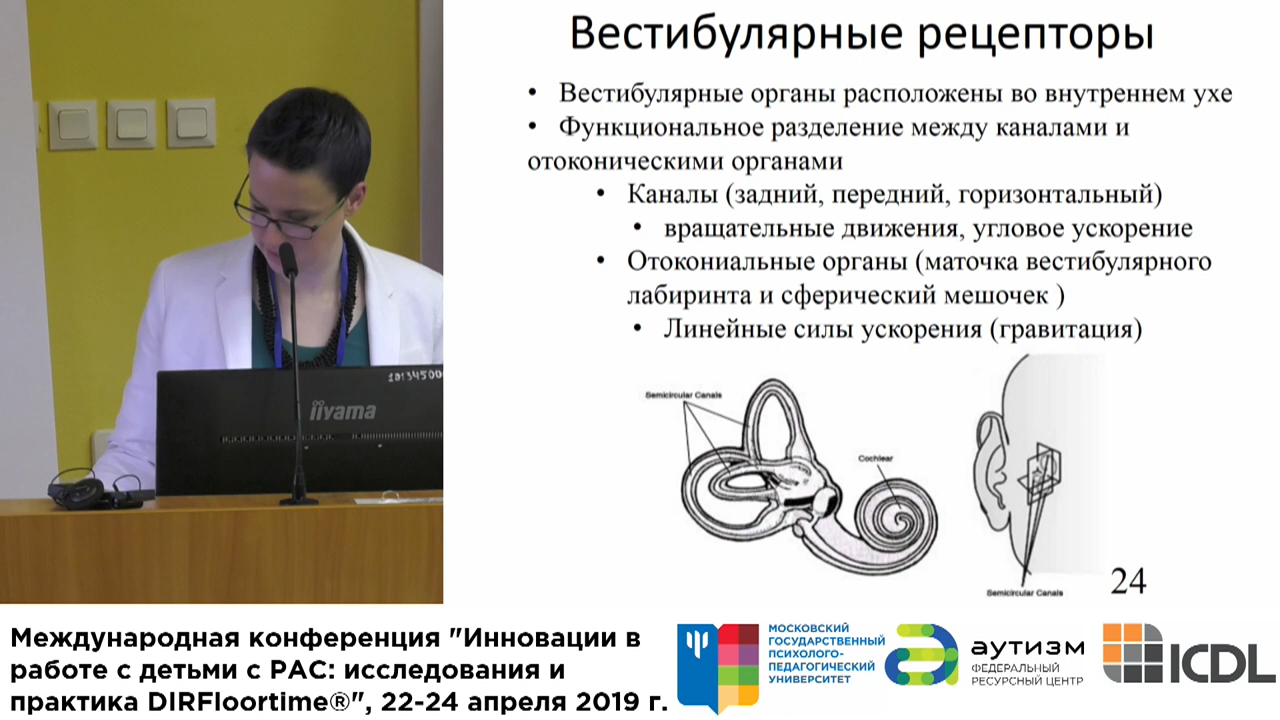 Вестибулярные рецепторы
• Вестибулярные органы расположены во внутреннем ухе
• Функциональное разделение между каналами и
отоконическими органами
• Каналы (задний, передний, горизонтальный)
• вращательные движения, угловое ускорение
• Отокониальные органы (маточка вестибулярного
лабиринта и сферический мешочек )
• Линейные силы ускорения (гравитация)
Semicircular Canals
Cochlear
Semicircular Canals
24
iiyama
Международная конференция "Инновации в
работе с детьми с РАС: исследования и
практика DIRFloortime®", 22-24 апреля 2019 г.
МОСКОВСКИЙ
ГОСУДАРСТВЕННЫЙ
ПСИХОЛОГО-
ПЕДАГОГИЧЕСКИЙ
УНИВЕРСИТЕТ
аутизм
ФЕДЕРАЛЬНЫЙ
РЕСУРСНЫЙ ЦЕНТР
ICDL